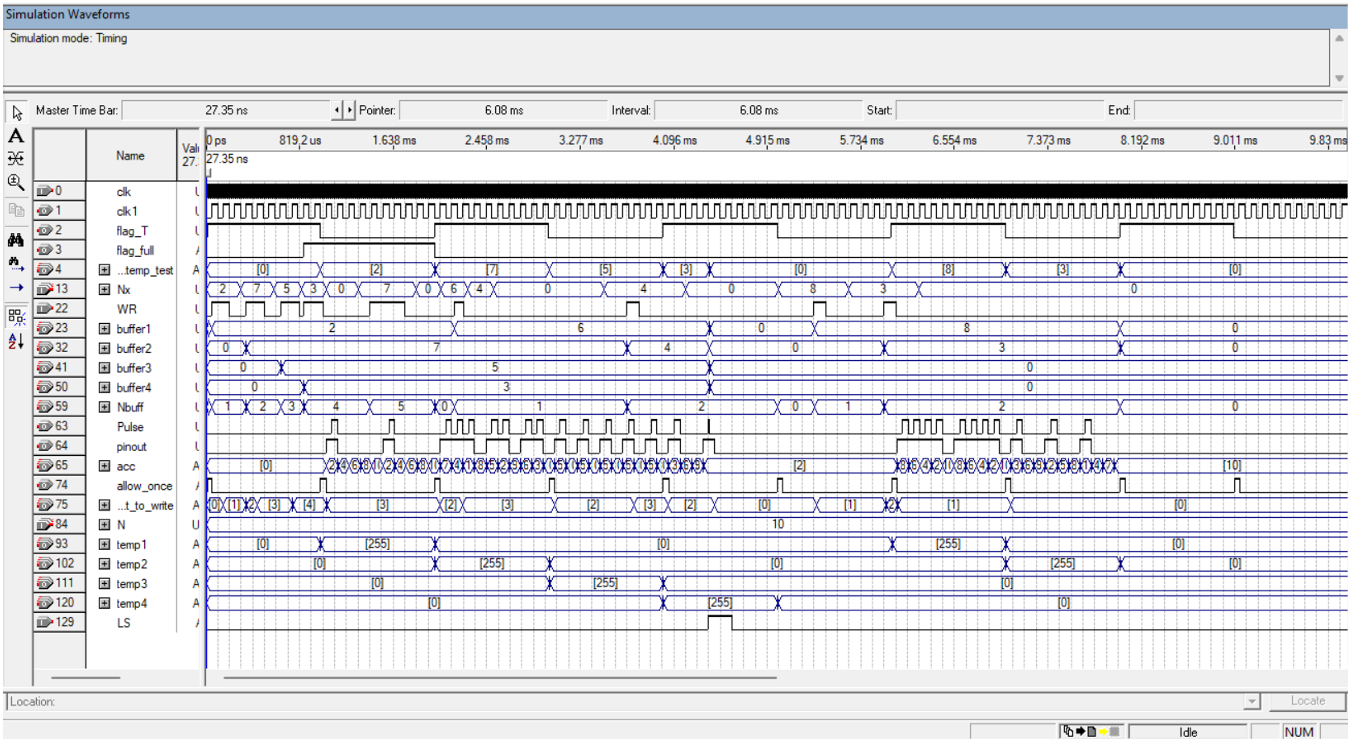 Simulation Waveforms
Simulation mode: Timing
Master Time Bar: 27.35 ns Pointer: 6.08 ms Interval: 6.08 ms Start: End:
Name Val 27. 0 ps 819.2 us 1.638 ms 2.458 ms 3.277 ms 4.096 ms 4.915 ms 5.734 ms 6.554 ms 7.373 ms 8.192 ms 9.011 ms 9.83 ms
27.35 ns
0 clk U
1 clk1 U
2 flag_T U
3 flag_full A
4 ...temp_test A [0] [2] [7] [5] [3] [0] [8] [3] [0]
13 Nx U 2 7 5 3 0 7 0 6 4 0 4 0 8 3 0
22 WR U
23 buffer1 U 2 6 0 8 0
32 buffer2 U 0 7 4 0 3 0
41 buffer3 U 0 5 0
50 buffer4 U 0 3 0
59 Nbuff U 1 2 3 4 5 0 1 2 0 1 2 0
63 Pulse
64 pinout
65 acc A [0] [2] [10]
74 allow_once
75 ...t_to_write A [0] [1] 2 [3] [4] [3] [2] [3] [2] [3] [2] [0] [1] 2 [1] [0]
84 N U 10
93 temp1 A [0] [255] [0] [255] [0]
102 temp2 A [0] [255] [0] [255] [0]
111 temp3 A [0] [255] [0]
120 temp4 A [0] [255] [0]
129 LS
Location: Locate
Idle NUM